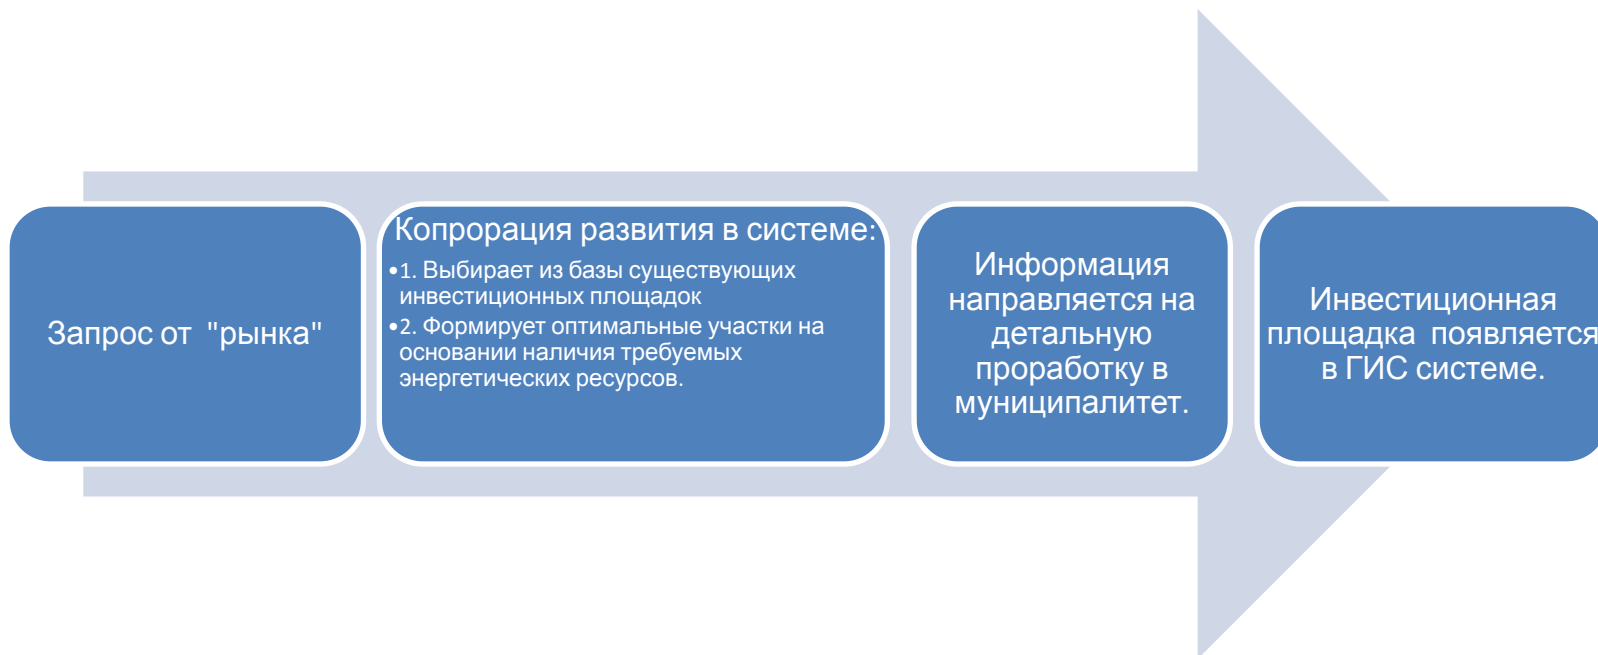 Запрос от "рынка"
Копрорация развития в системе:
•1. Выбирает из базы существующих
инвестиционных площадок
•2. Формирует оптимальные участки на
основании наличия требуемых
энергетических ресурсов.
Информация
направляется на
детальную
проработку в
муниципалитет.
Инвестиционная
площадка появляется
в ГИС системе.